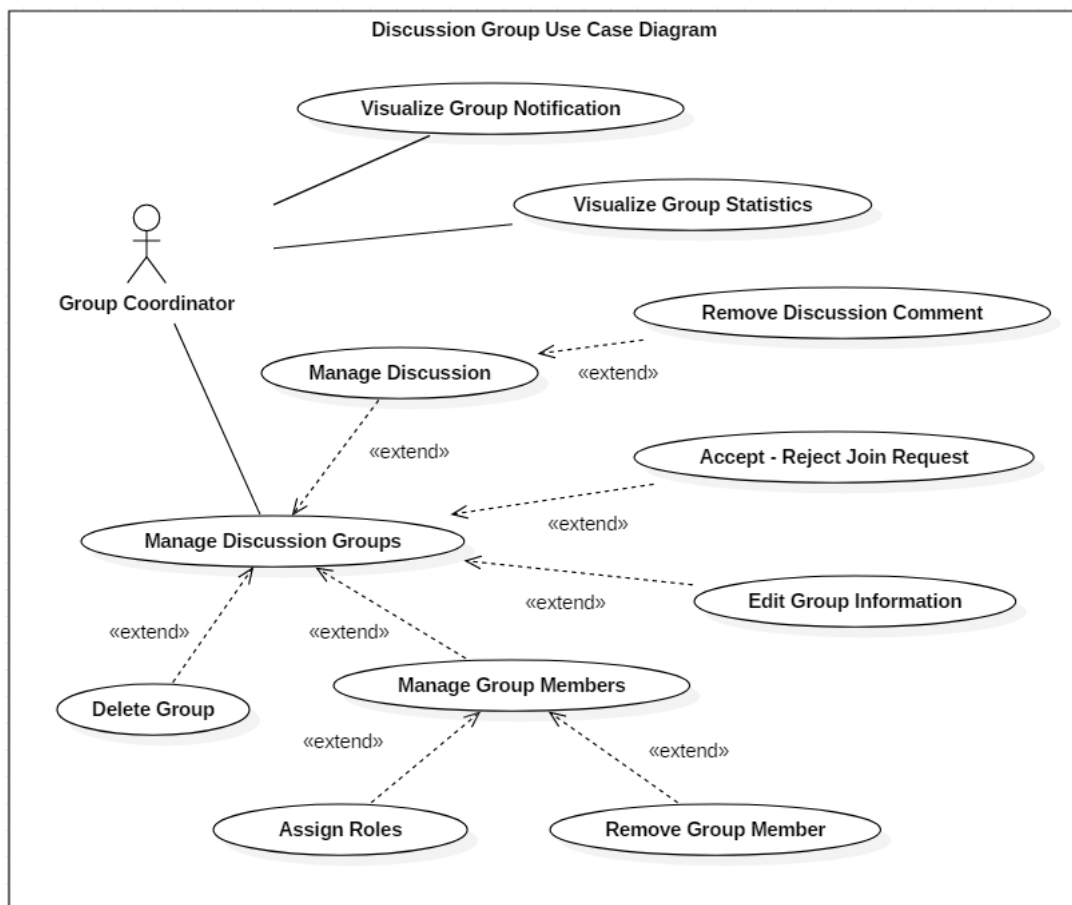 Discussion Group Use Case Diagram
Visualize Group Notification
Visualize Group Statistics
Group Coordinator
Remove Discussion Comment
Manage Discussion
«extend»
«extend»
Accept - Reject Join Request
«extend»
Manage Discussion Groups
Edit Group Information
«extend»
«extend»
«extend»
Manage Group Members
Delete Group
«extend»
«extend»
Assign Roles
Remove Group Member